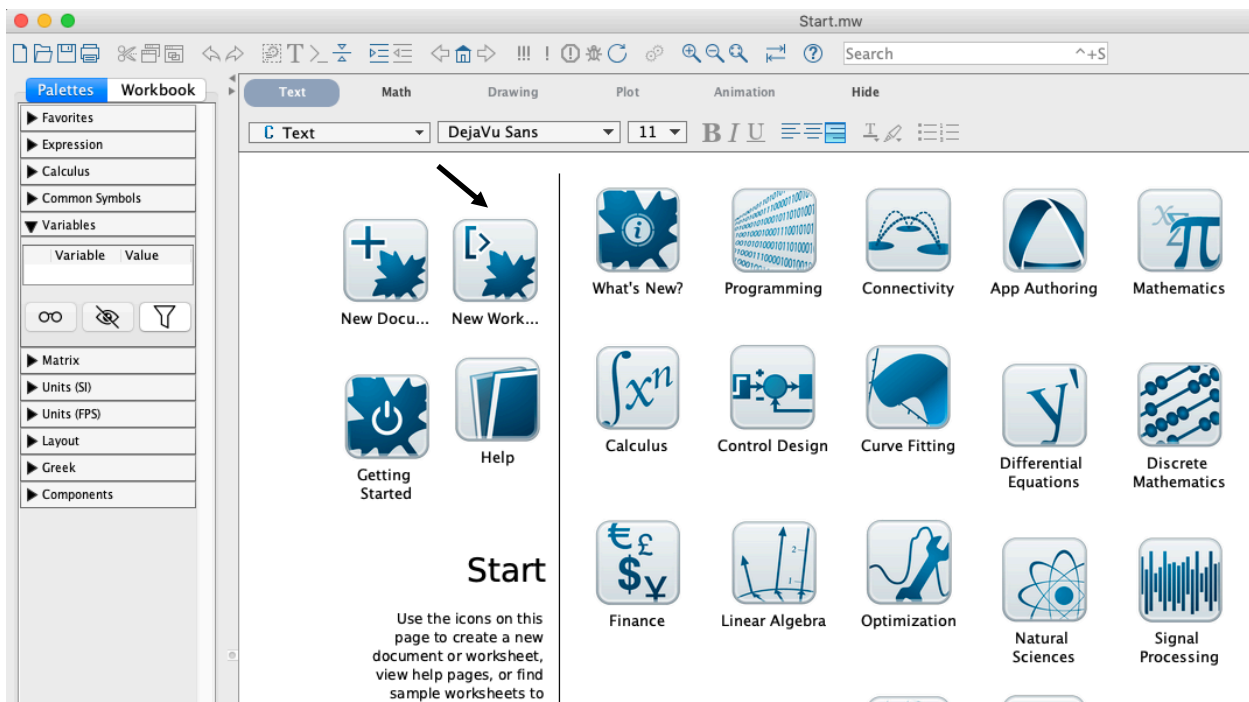 Start.mw
Search ^+S
Palettes Workbook
Text Math Drawing Plot Animation Hide
C Text DejaVu Sans 11 B I U
Favorites
Expression
Calculus
Common Symbols
Variables
Variable Value
Matrix
Units (SI)
Units (FPS)
Layout
Greek
Components
New Docu... New Work...
Getting
Started
Help
Start
Use the icons on this
page to create a new
document or worksheet,
view help pages, or find
sample worksheets to
What's New? Programming Connectivity App Authoring Mathematics
Calculus Control Design Curve Fitting
Differential
Equations
Discrete
Mathematics
Finance Linear Algebra Optimization
Natural
Sciences
Signal
Processing